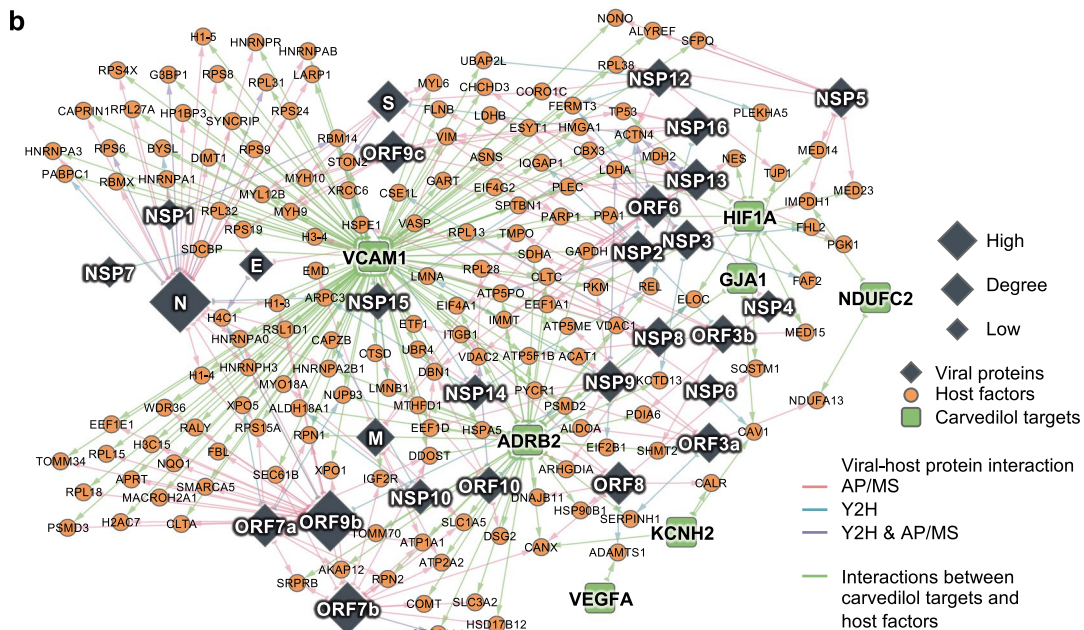 b
NONO
H1-5
HNRNPR
ALYREF
SFPQ
HNRNPAB
UBAP2L
RPL38
RPS4X
G3BP1
RPS8
LARP1
NSP12
RPL31
MYL6
CHCHD3
CORO1C
NSP5
S
FERMT3
CAPRIN1
RPL27A
HP1BP3
RPS24
FLNB
LDHB
TP53
PLEKHA5
SYNCRIP
ESYT1
HMGA1
NSP16
RBM14
VIM
ACTN4
HNRNPA3
RPS6
BYSL
RPS9
ORF9c
CBX3
MED14
DIMT1
STON2
ASNS
IQGAP1
MDH2
NES
PABPC1
RBMX
HNRNPA1
MYH10
GART
LDHA
TJP1
NSP13
XRCC6
CSE1L
EIF4G2
PLEC
MED23
MYL12B
IMPDH1
NSP1
RPL32
MYH9
SPTBN1
ORF6
PARP1
PPA1
HIF1A
RPS19
HSPE1
VASP
FHL2
H3-4
RPL13
TMPO
NSP3
PGK1
SDCBP
VCAM1
SDHA
GAPDH
NSP2
NSP7
E
EMD
LMNA
RPL28
CLTC
GJA1
FAF2
PKM
REL
N
H1-3
ARPC3
NSP15
ATP5PO
EEF1A1
ELOC
NSP4
NDUFC2
EIF4A1
H4C1
IMMT
RSL1D1
ETF1
ATP5ME
VDAC1
MED15
HNRNPA0
CAPZB
ITGB1
NSP8
ORF3b
CTSD
UBR4
VDAC2
ATP5F1B
ACAT1
H1-4
HNRNPH3
HNRNPA2B1
DBN1
SQSTM1
MYO18A
LMNB1
NSP14
PYCR1
NSP9
KCTD13
NSP6
NUP93
WDR36
XPO5
ALDH18A1
MTHFD1
PSMD2
NDUFA13
EEF1E1
RALY
RPS15A
RPN1
M
EEF1D
HSPA5
ALDOA
PDIA6
CAV1
H3C15
ADRB2
ORF3a
TOMM34
RPL15
NQO1
FBL
DDOST
EIF2B1
SHMT2
APRT
SEC61B
XPO1
IGF2R
ARHGDIA
RPL18
SMARCA5
NSP10
ORF10
ORF8
CALR
MACROH2A1
DNAJB11
HSP90B1
PSMD3
H2AC7
CLTA
ORF7a
ORF9b
SLC1A5
SERPINH1
TOMM70
KCNH2
ATP1A1
DSG2
CANX
ADAMTS1
AKAP12
ATP2A2
SRPRB
RPN2
VEGFA
ORF7b
COMT
SLC3A2
HSD17B12
High
Degree
Low
Viral proteins
Host factors
Carvedilol targets
Viral-host protein interaction
AP/MS
Y2H
Y2H & AP/MS
Interactions between
carvedilol targets and
host factors